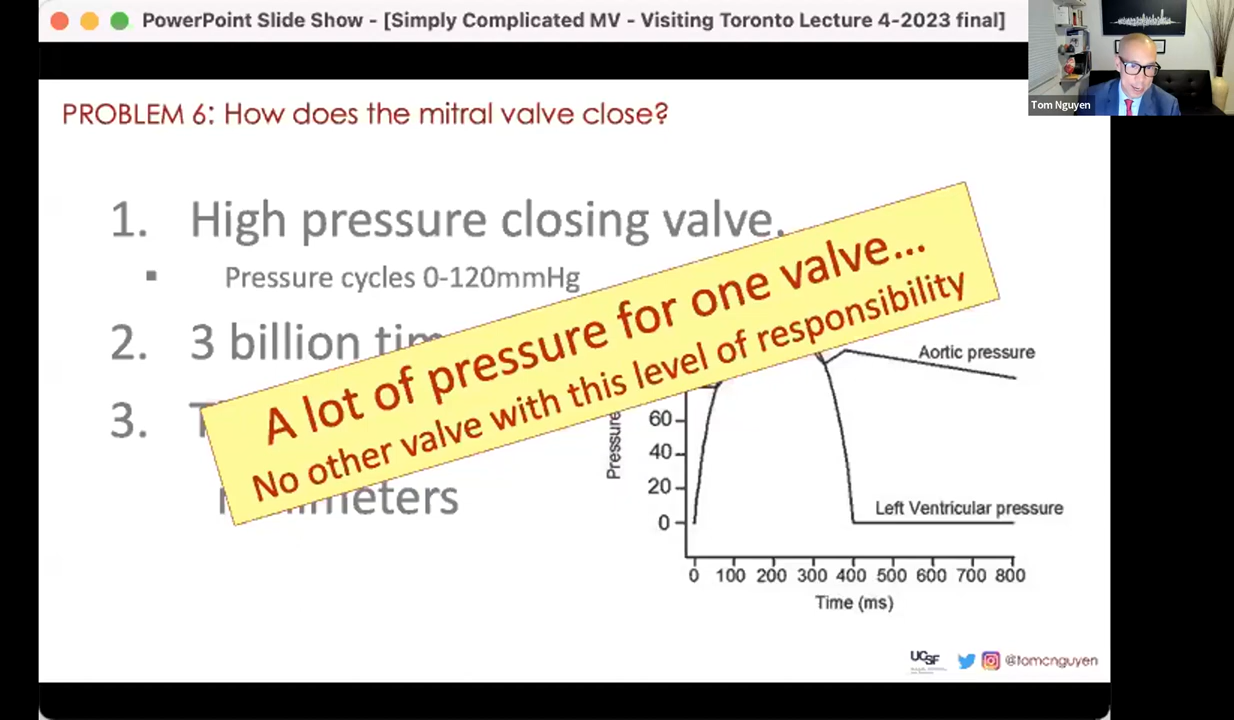 PowerPoint Slide Show - [Simply Complicated MV - Visiting Toronto Lecture 4-2023 final]
Tom Nguyen
PROBLEM 6: How does the mitral valve close?
1. High pressure closing valve.
▪ Pressure cycles 0-120mmHg
2. 3 billion
3.
A lot of pressure for one valve...
No other valve with this level of responsibility
Aortic pressure
Pressure
60
40
20
0
Left Ventricular pressure
0 100 200 300 400 500 600 700 800
Time (ms)
UCSF
@tomcnguyen